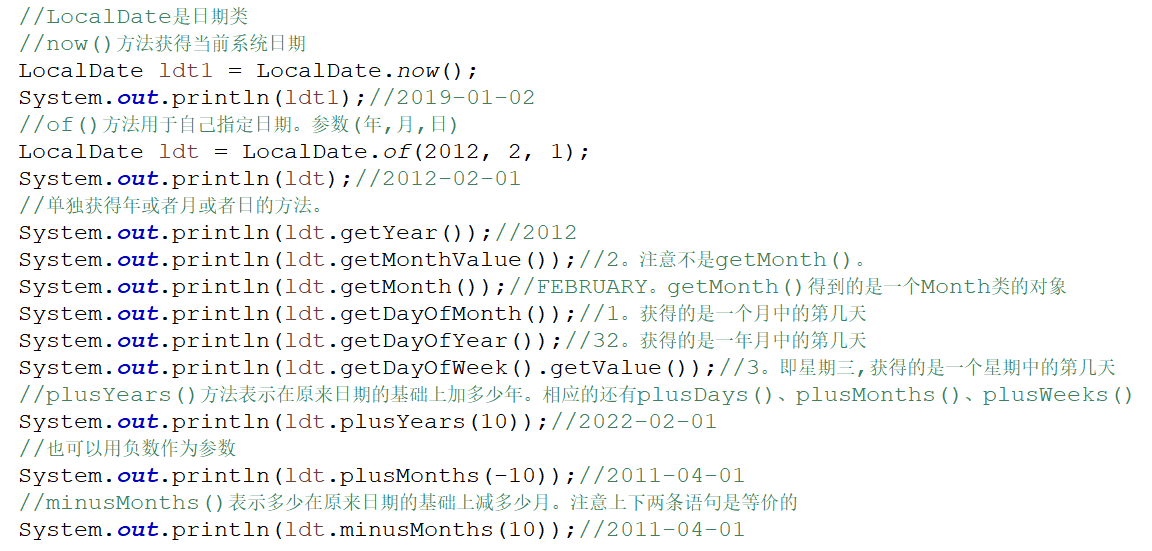 //LocalDate是日期类
//now()方法获得当前系统日期
LocalDate ldt1 = LocalDate.now();
System.out.println(ldt1);//2019-01-02
//of()方法用于自己指定日期。参数(年,月,日)
LocalDate ldt = LocalDate.of(2012, 2, 1);
System.out.println(ldt);//2012-02-01
//单独获得年或者月或者日的方法。
System.out.println(ldt.getYear());//2012
System.out.println(ldt.getMonthValue());//2。注意不是getMonth()。
System.out.println(ldt.getMonth());//FEBRUARY。getMonth()得到的是一个Month类的对象
System.out.println(ldt.getDayOfMonth());//1。获得的是一个月中的第几天
System.out.println(ldt.getDayOfYear());//32。获得的是一年月中的第几天
System.out.println(ldt.getDayOfWeek().getValue());//3。即星期三,获得的是一个星期中的第几天
//plusYears()方法表示在原来日期的基础上加多少年。相应的还有plusDays()、plusMonths()、plusWeeks()
System.out.println(ldt.plusYears(10));//2022-02-01
//也可以用负数作为参数
System.out.println(ldt.plusMonths(-10));//2011-04-01
//minusMonths()表示多少在原来日期的基础上减多少月。注意上下两条语句是等价的
System.out.println(ldt.minusMonths(10));//2011-04-01